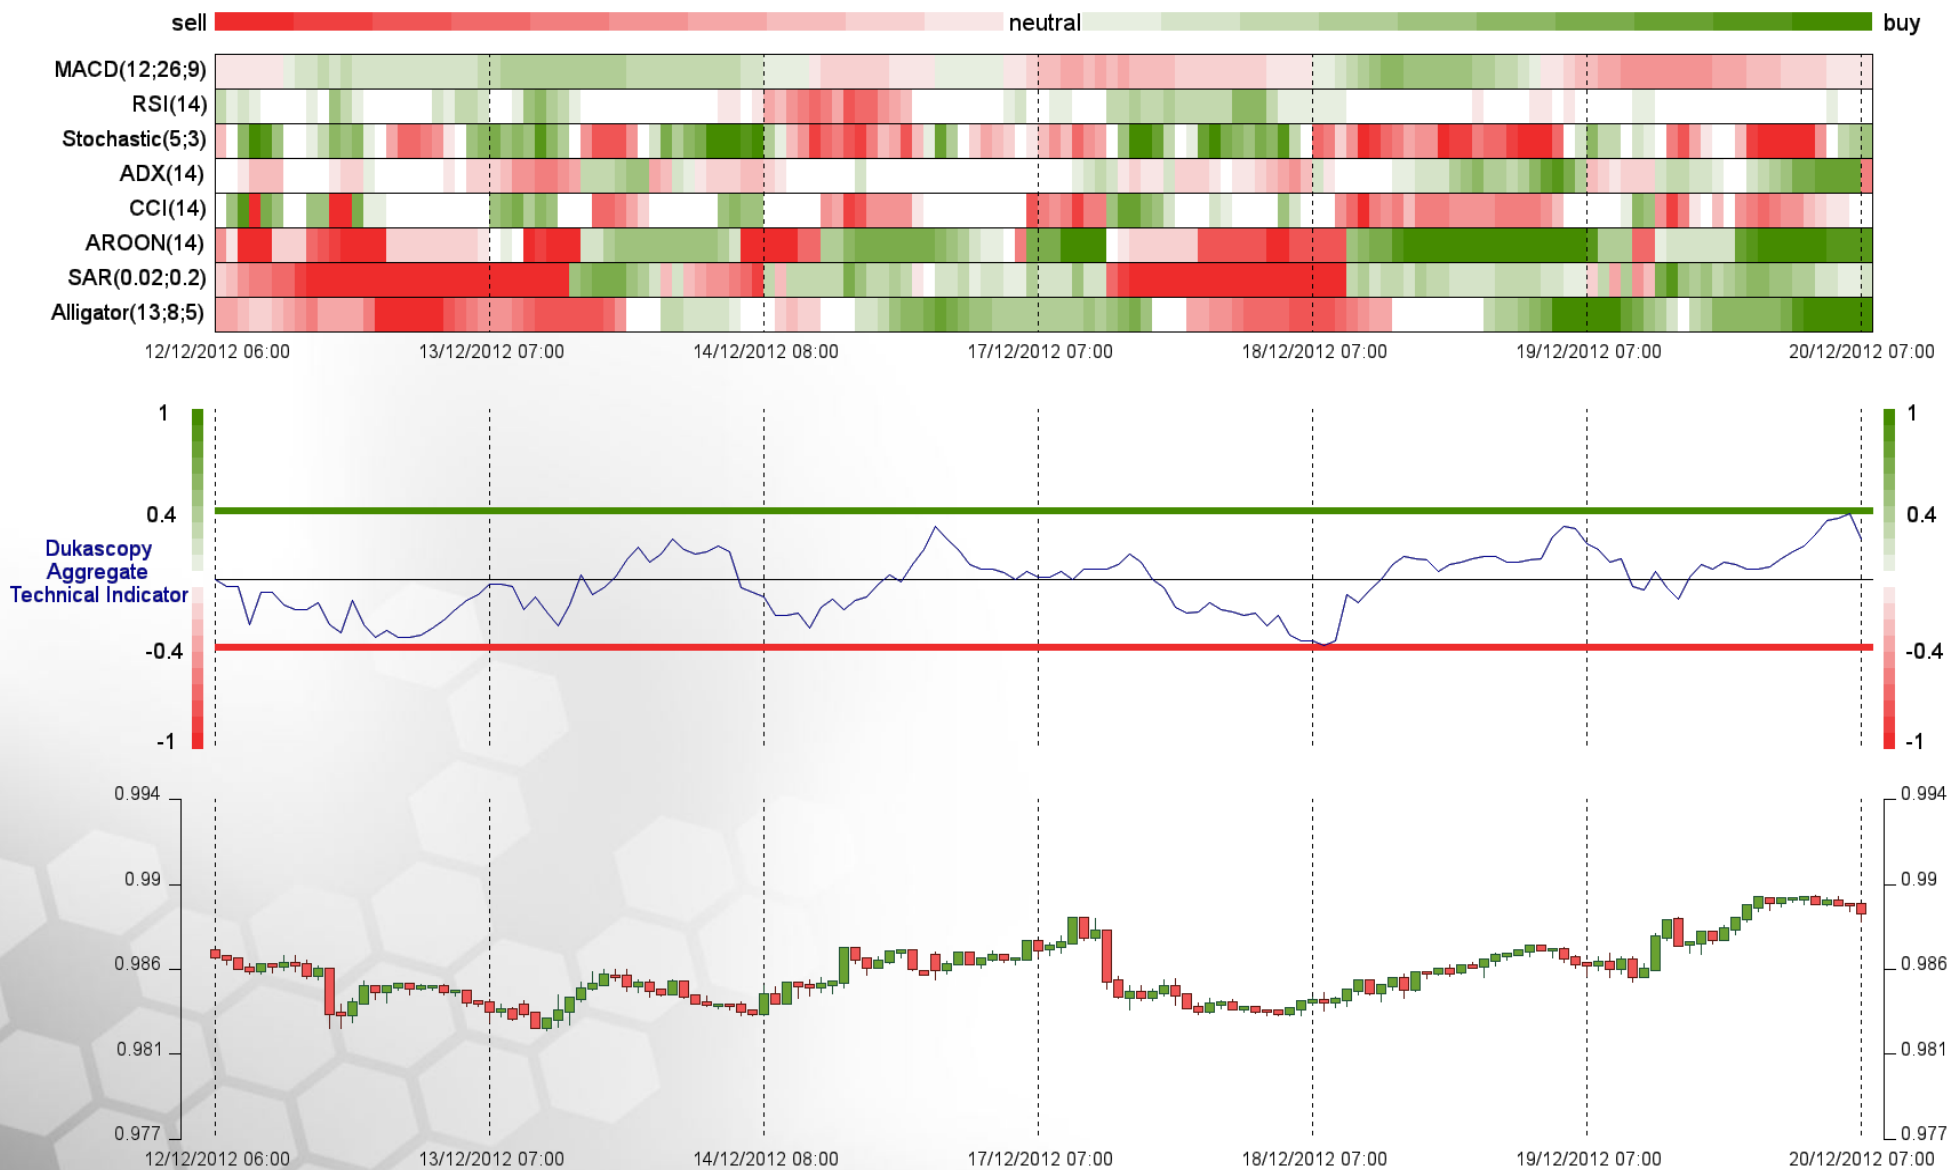 sell neutral buy
MACD(12;26;9)
RSI(14)
Stochastic(5;3)
ADX(14)
CCI(14)
AROON(14)
SAR(0.02;0.2)
Alligator(13;8;5)
12/12/2012 06:00 13/12/2012 07:00 14/12/2012 08:00 17/12/2012 07:00 18/12/2012 07:00 19/12/2012 07:00 20/12/2012 07:00
1 1
0.4 0.4
Dukascopy
Aggregate
Technical Indicator
-0.4 -0.4
-1 -1
0.994 0.994
0.99 0.99
0.986 0.986
0.981 0.981
0.977 0.977
12/12/2012 06:00 13/12/2012 07:00 14/12/2012 08:00 17/12/2012 07:00 18/12/2012 07:00 19/12/2012 07:00 20/12/2012 07:00